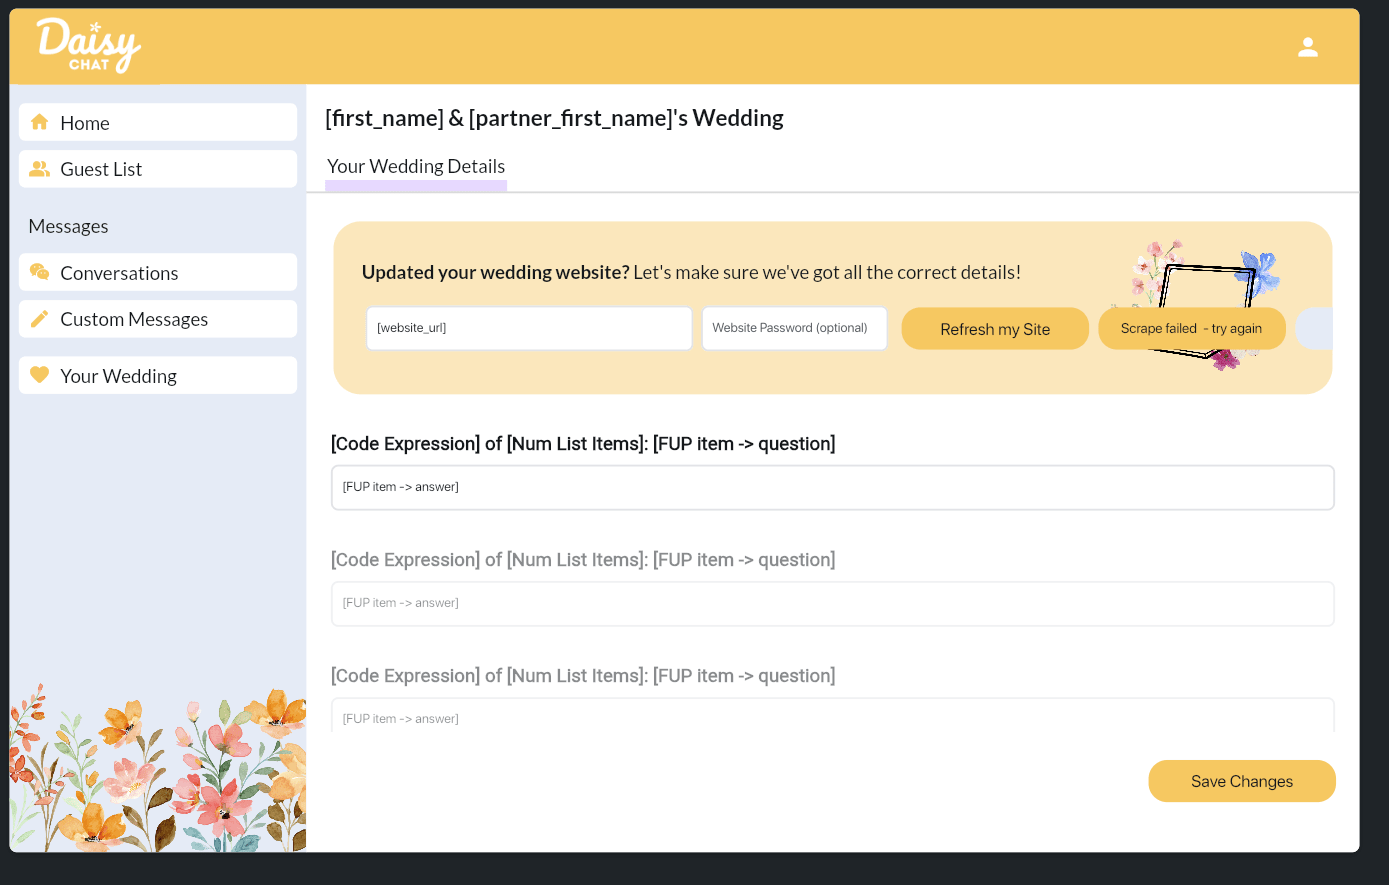 Daisy
CHAT
Home
Guest List
Messages
Conversations
Custom Messages
Your Wedding
[first_name] & [partner_first_name]'s Wedding
Your Wedding Details
Updated your wedding website? Let's make sure we've got all the correct details!
[website_url]
Website Password (optional)
Refresh my Site
Scrape failed - try again
[Code Expression] of [Num List Items]: [FUP item -> question]
[FUP item -> answer]
[Code Expression] of [Num List Items]: [FUP item -> question]
[FUP item -> answer]
[Code Expression] of [Num List Items]: [FUP item -> question]
[FUP item -> answer]
Save Changes